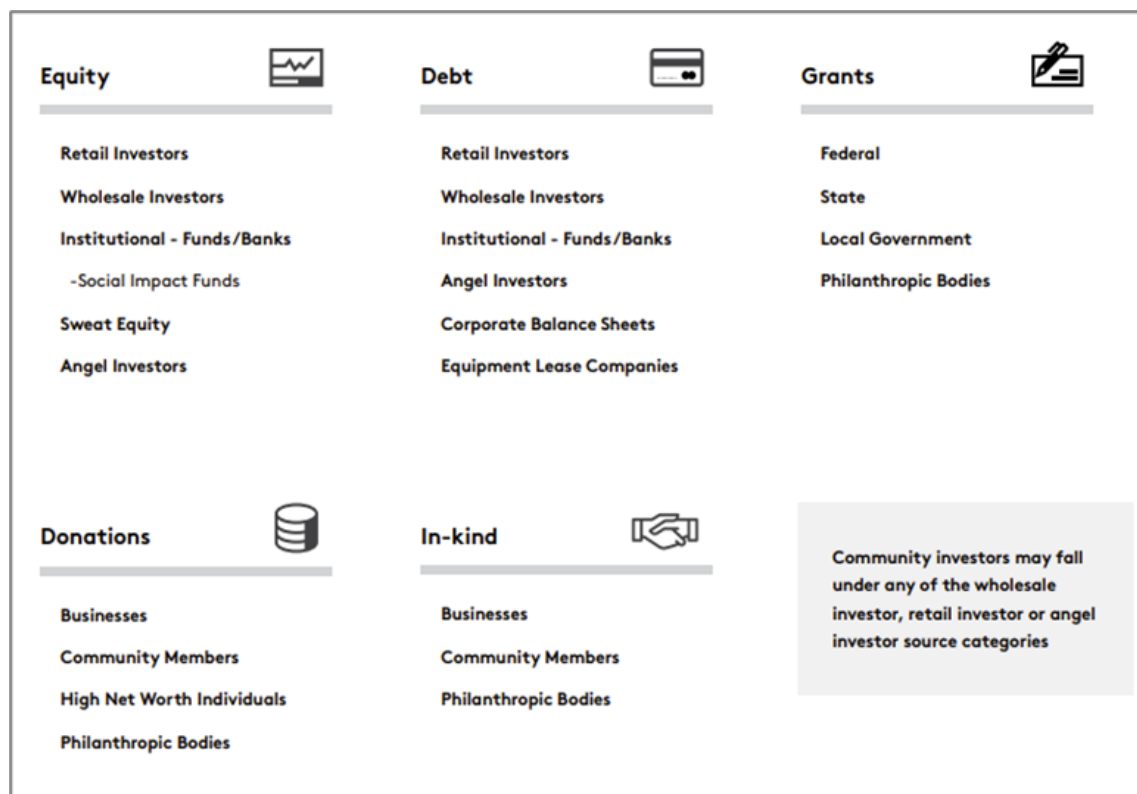 Equity
Retail Investors
Wholesale Investors
Institutional - Funds/Banks
-Social Impact Funds
Sweat Equity
Angel Investors
Debt
Retail Investors
Wholesale Investors
Institutional - Funds/Banks
Angel Investors
Corporate Balance Sheets
Equipment Lease Companies
Grants
Federal
State
Local Government
Philanthropic Bodies
Donations
Businesses
Community Members
High Net Worth Individuals
Philanthropic Bodies
In-kind
Businesses
Community Members
Philanthropic Bodies
Community investors may fall
under any of the wholesale
investor, retail investor or angel
investor source categories